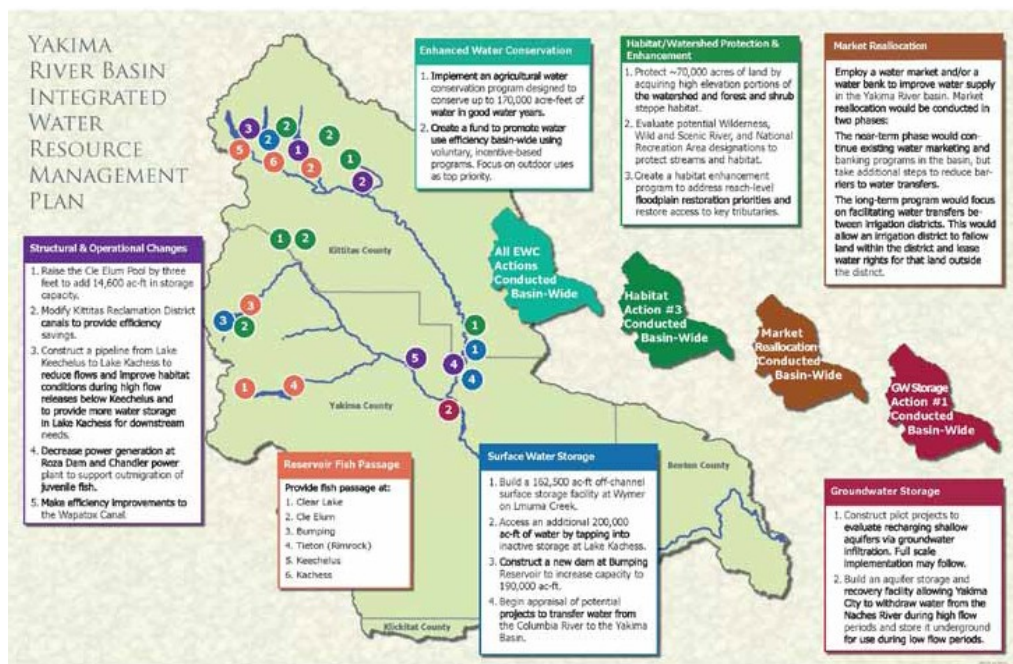 YAKIMA
RIVER BASIN
INTEGRATED
WATER
RESOURCE
MANAGEMENT
PLAN
Enhanced Water Conservation
1. Implement an agricultural water
conservation program designed to
conserve up to 170,000 acre-feet of
water in good water years.
2. Create a fund to promote water
use efficiency basin-wide using
voluntary, incentive-based
programs. Focus on outdoor uses
as top priority.
Habitat/Watershed Protection &
Enhancement
1. Protect ~70,000 acres of land by
acquiring high elevation portions of
the watershed and forest and shrub
steppe habitat.
2. Evaluate potential Wilderness,
Wild and Scenic River, and National
Recreation Area designations to
protect streams and habitat.
3. Create a habitat enhancement
program to address reach-level
floodplain restoration priorities and
restore access to key tributaries.
Market Reallocation
Employ a water market and/or a
water bank to improve water supply
in the Yakima River basin. Market
reallocation would be conducted in
two phases:
The near-term phase would con-
tinue existing water marketing and
banking programs in the basin, but
take additional steps to reduce bar-
riers to water transfers.
The long-term program would focus
on facilitating water transfers be-
tween irrigation districts. This would
allow an irrigation district to fallow
land within the district and lease
water rights for that land outside
the district.
Structural & Operational Changes
1. Raise the Cle Elum Pool by three
feet to add 14,600 ac-ft in storage
capacity.
2. Modify Kittitas Reclamation District
canals to provide efficiency
savings.
3. Construct a pipeline from Lake
Keechelus to Lake Kachess to
reduce flows and improve habitat
conditions during high flow
releases below Keechelus and
to provide more water storage
in Lake Kachess for downstream
needs.
4. Decrease power generation at
Roza Dam and Chandler power
plant to support outmigration of
juvenile fish.
5. Make efficiency improvements to
the Wapatox Canal
3 2 2
5 2 1
6 2 1
2
1 2
Kittitas County
3
3 2
1
5 4 1
4
1 4
2
Yakima County
Benton County
Klickitat County
All EWC
Actions
Conducted
Basin-Wide
Habitat
Action #3
Conducted
Basin-Wide
Market
Reallocation
Conducted
Basin-Wide
GW Storage
Action #1
Conducted
Basin-Wide
Reservoir Fish Passage
Provide fish passage at:
1. Clear Lake
2. Cle Elum
3. Bumping
4. Tieton (Rimrock)
5. Keechelus
6. Kachess
Surface Water Storage
1. Build a 162,500 ac-ft off-channel
surface storage facility at Wymer
on Lmuma Creek.
2. Access an additional 200,000
ac-ft of water by tapping into
inactive storage at Lake Kachess.
3. Construct a new dam at Bumping
Reservoir to increase capacity to
190,000 ac-ft.
4. Begin appraisal of potential
projects to transfer water from
the Columbia River to the Yakima
Basin.
Groundwater Storage
1. Construct pilot projects to
evaluate recharging shallow
aquifers via groundwater
infiltration. Full scale
implementation may follow.
2. Build an aquifer storage and
recovery facility allowing Yakima
City to withdraw water from the
Naches River during high flow
periods and store it underground
for use during low flow periods.